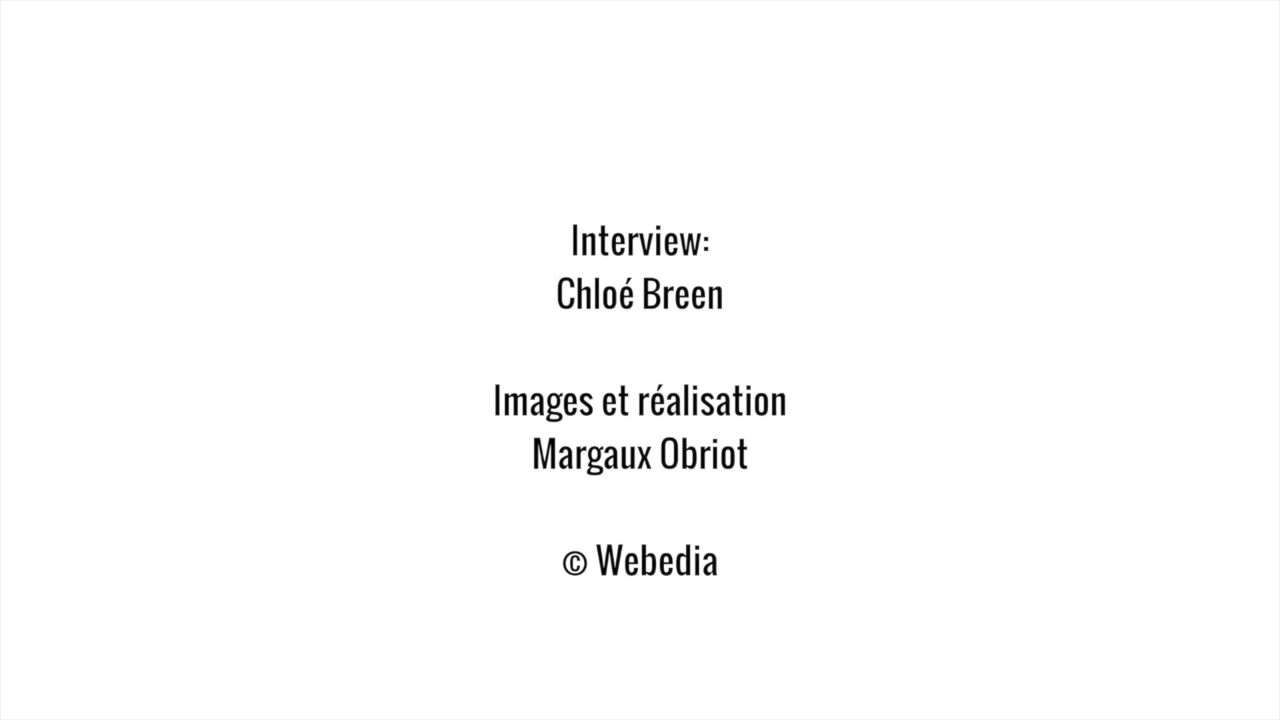 Interview:
Chloé Breen
Images et réalisation
Margaux Obriot
© Webedia